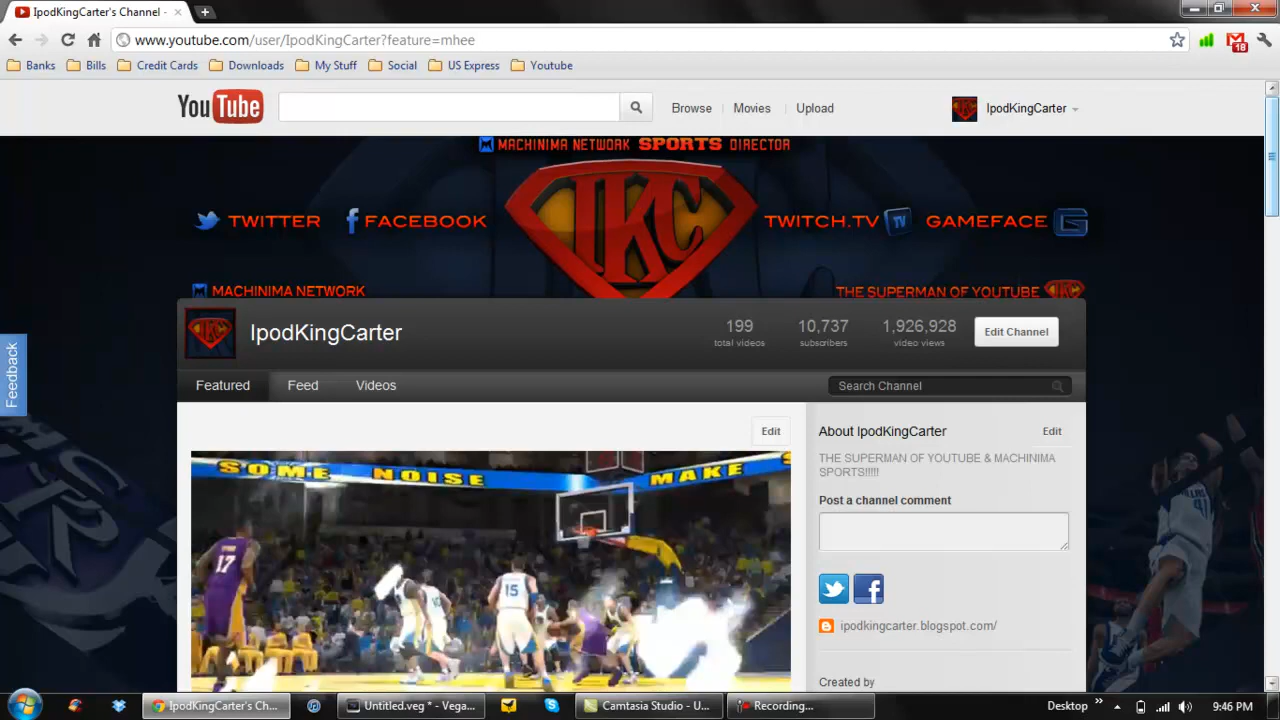 IpodKingCarter's Channel -
www.youtube.com/user/IpodKingCarter?feature=mhee
18
Banks Bills Credit Cards Downloads My Stuff Social US Express Youtube
YouTube Browse Movies Upload IpodKingCarter
MACHINIMA NETWORK SPORTS DIRECTOR
IKC
TWITTER FACEBOOK TWITCH.TV TV GAMEFACE
MACHINIMA NETWORK THE SUPERMAN OF YOUTUBE
IKC IpodKingCarter 199 10,737 1,926,928 Edit Channel
total videos subscribers video views
Feedback
Featured Feed Videos Search Channel
Edit About IpodKingCarter Edit
THE SUPERMAN OF YOUTUBE & MACHINIMA
SPORTS!!!!!
SOME NOISE MAKE
Post a channel comment
17
15
41
ipodkingcarter.blogspot.com/
Created by
IpodKingCarter's Ch... Untitled.veg * - Vega... Camtasia Studio - U... Recording... Desktop 9:46 PM